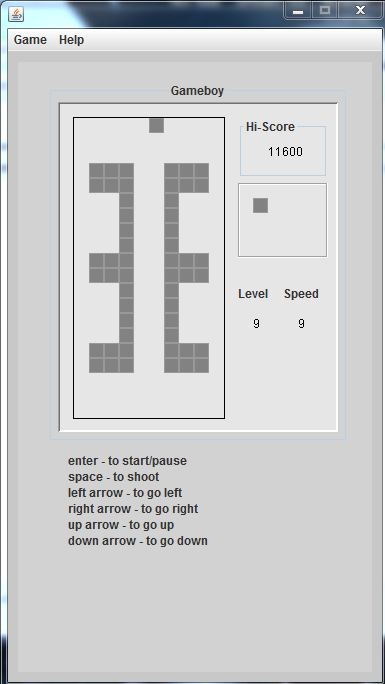 Game Help
Gameboy
Hi-Score
11600
Level Speed
9 9
enter - to start/pause
space - to shoot
left arrow - to go left
right arrow - to go right
up arrow - to go up
down arrow - to go down